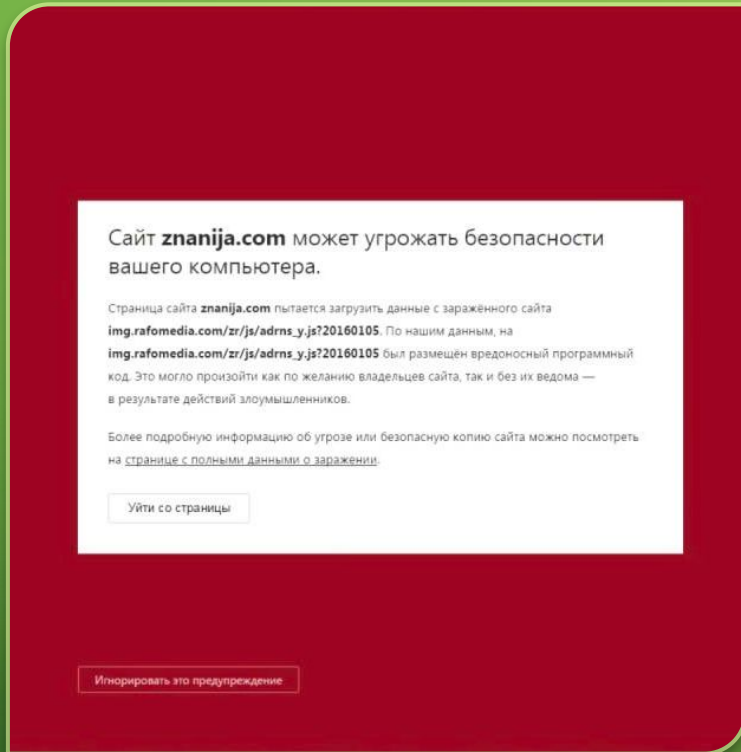 Сайт znanija.com может угрожать безопасности
вашего компьютера.
Страница сайта znanija.com пытается загрузить данные с заражённого сайта
img.rafomedia.com/zr/js/adrns_y.js?20160105. По нашим данным, на
img.rafomedia.com/zr/js/adrns_y.js?20160105 был размещён вредоносный программный
код. Это могло произойти как по желанию владельцев сайта, так и без их ведома —
в результате действий злоумышленников.
Более подробную информацию об угрозе или безопасную копию сайта можно посмотреть
на странице с полными данными о заражении.
Уйти со страницы
Игнорировать это предупреждение